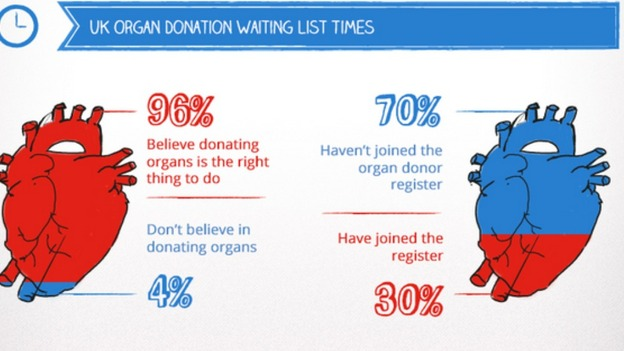 UK ORGAN DONATION WAITING LIST TIMES
96%
Believe donating
organs is the right
thing to do
Don't believe in
donating organs
4%
70%
Haven't joined the
organ donor
register
Have joined the
register
30%